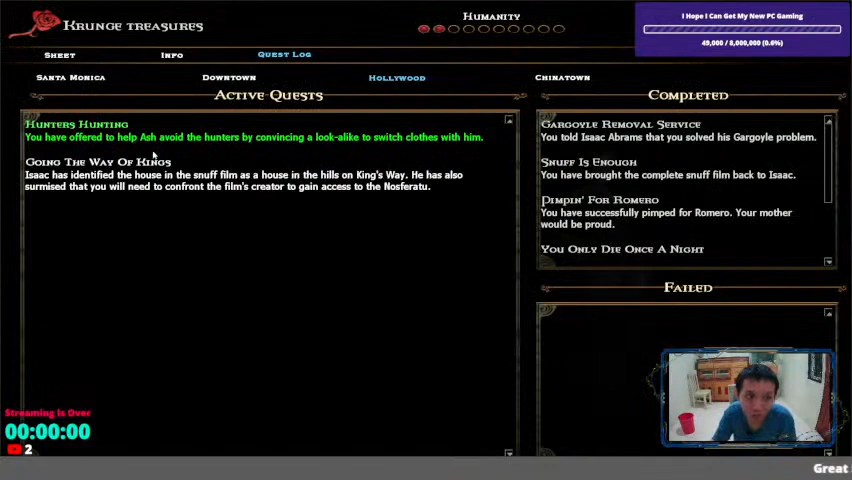 Krunge treasures
Humanity
I Hope I Can Get My New PC Gaming
49,000 / 8,000,000 (0.6%)
Sheet
Info
Quest Log
Santa Monica
Downtown
Hollywood
Chinatown
Active Quests
Hunters Hunting
You have offered to help Ash avoid the hunters by convincing a look-alike to switch clothes with him.
Going The Way Of Kings
Isaac has identified the house in the snuff film as a house in the hills on King's Way. He has also
surmised that you will need to confront the film's creator to gain access to the Nosferatu.
Completed
Gargoyle Removal Service
You told Isaac Abrams that you solved his Gargoyle problem.
Snuff Is Enough
You have brought the complete snuff film back to Isaac.
Pimpin' For Romero
You have successfully pimped for Romero. Your mother
would be proud.
You Only Die Once A Night
Failed
Streaming Is Over
00:00:00
2
Great